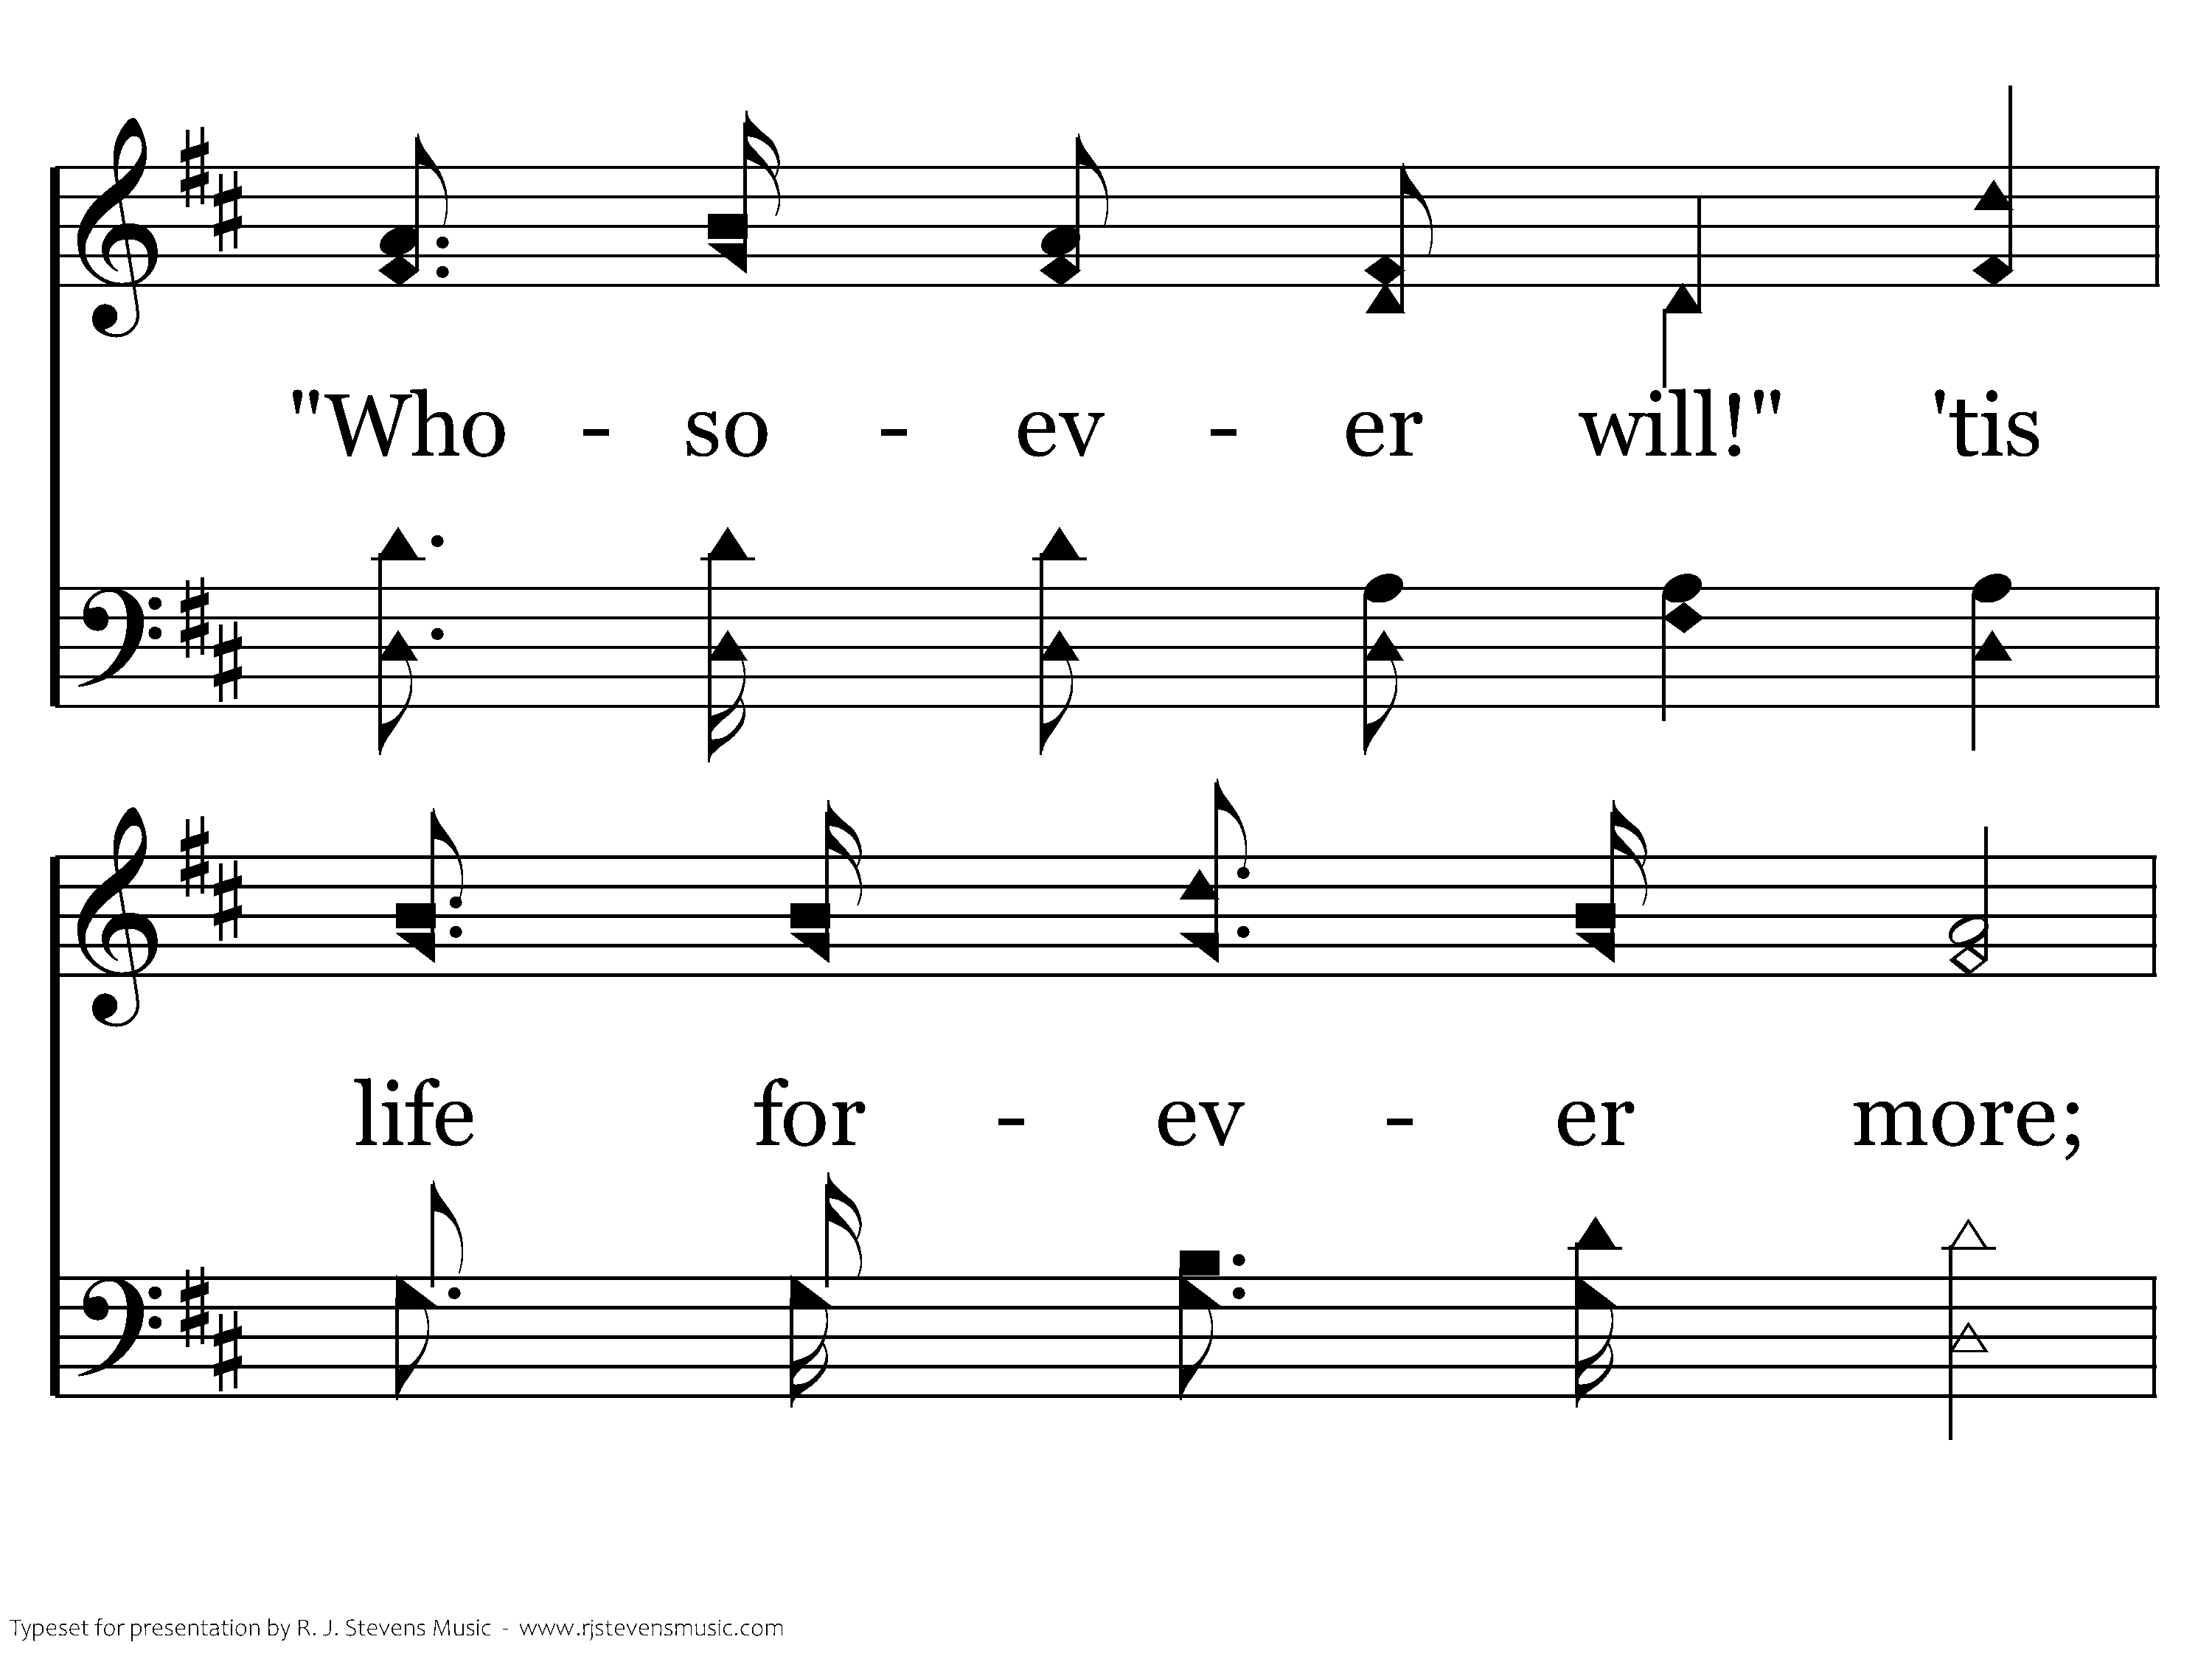 "Who - so - ev - er will!" 'tis
life for - ev - er more;
Typeset for presentation by R. J. Stevens Music - www.rjstevensmusic.com